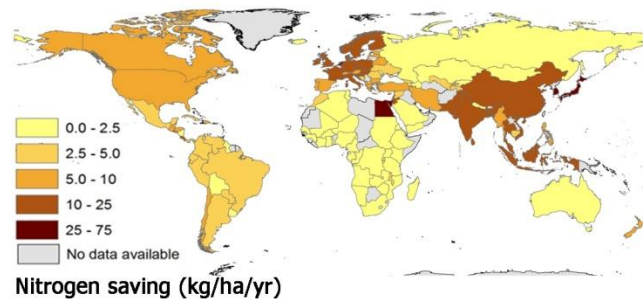 0.0 - 2.5
2.5 - 5.0
5.0 - 10
10 - 25
25 - 75
No data available
Nitrogen saving (kg/ha/yr)